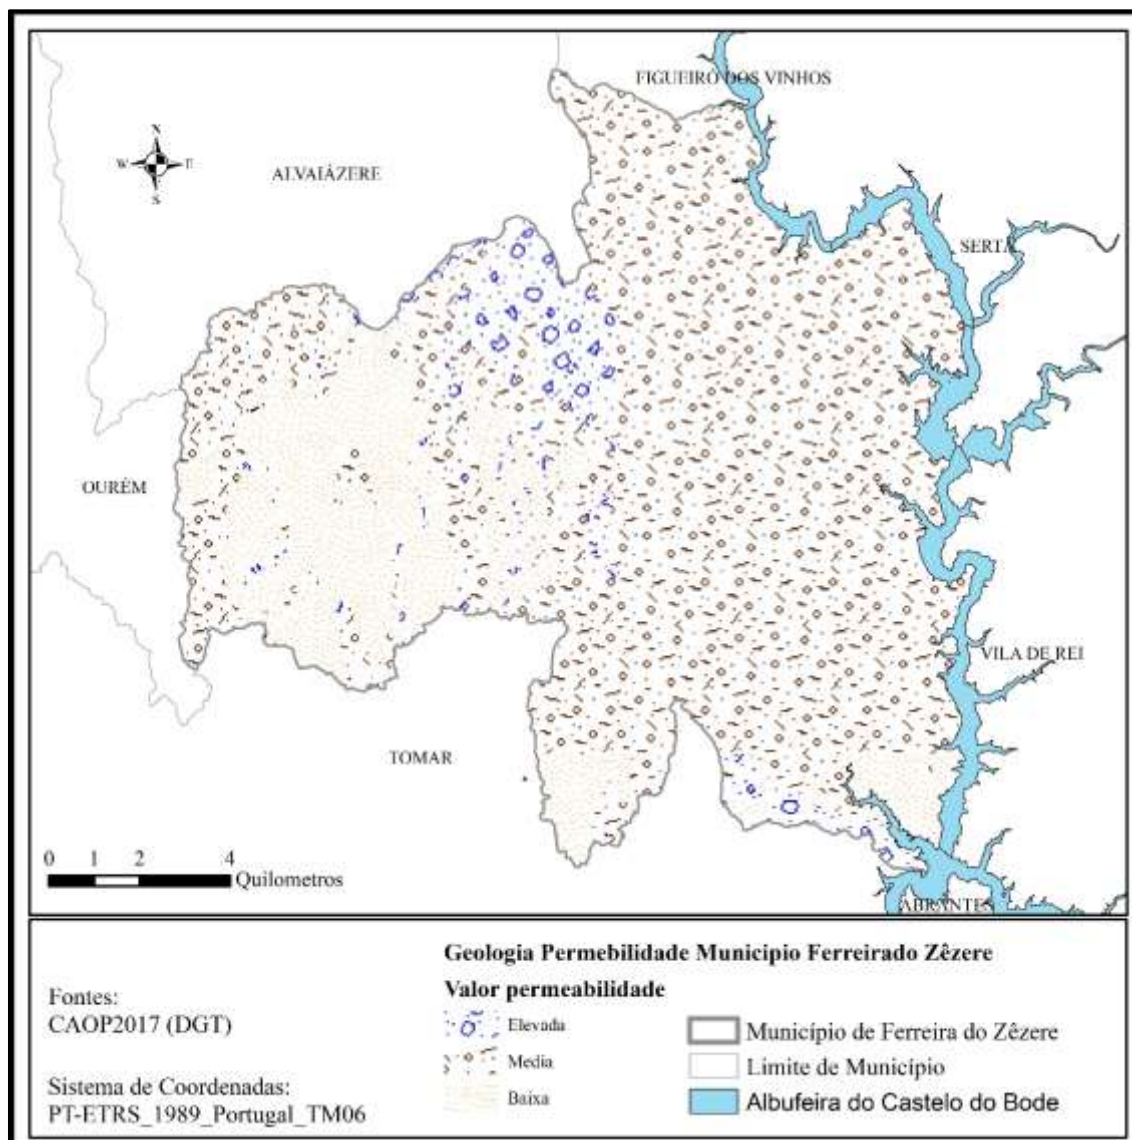 FIGUEIRÓ DOS VINHOS
N
W E
S
ALVAIÁZERE
SERTÃ
OURÉM
VILA DE REI
TOMAR
0 1 2 4
Quilometros
ABRANTES
Geologia Permebilidade Municipio Ferreirado Zêzere
Valor permeabilidade
Fontes:
CAOP2017 (DGT)
Sistema de Coordenadas:
PT-ETRS_1989_Portugal_TM06
Elevada
Media
Baixa
Município de Ferreira do Zêzere
Limite de Município
Albufeira do Castelo do Bode